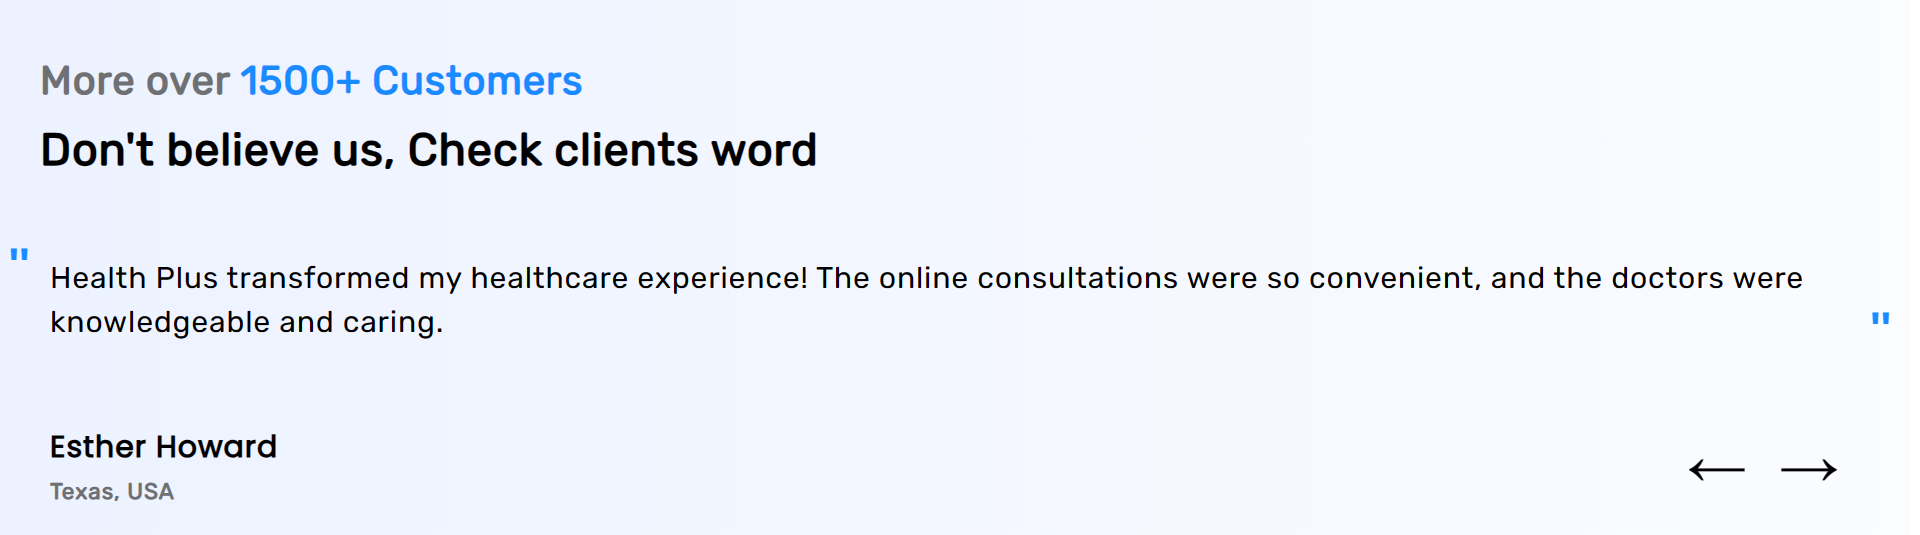 More over 1500+ Customers
Don't believe us, Check clients word
"
Health Plus transformed my healthcare experience! The online consultations were so convenient, and the doctors were
knowledgeable and caring.
"
Esther Howard
Texas, USA
← →